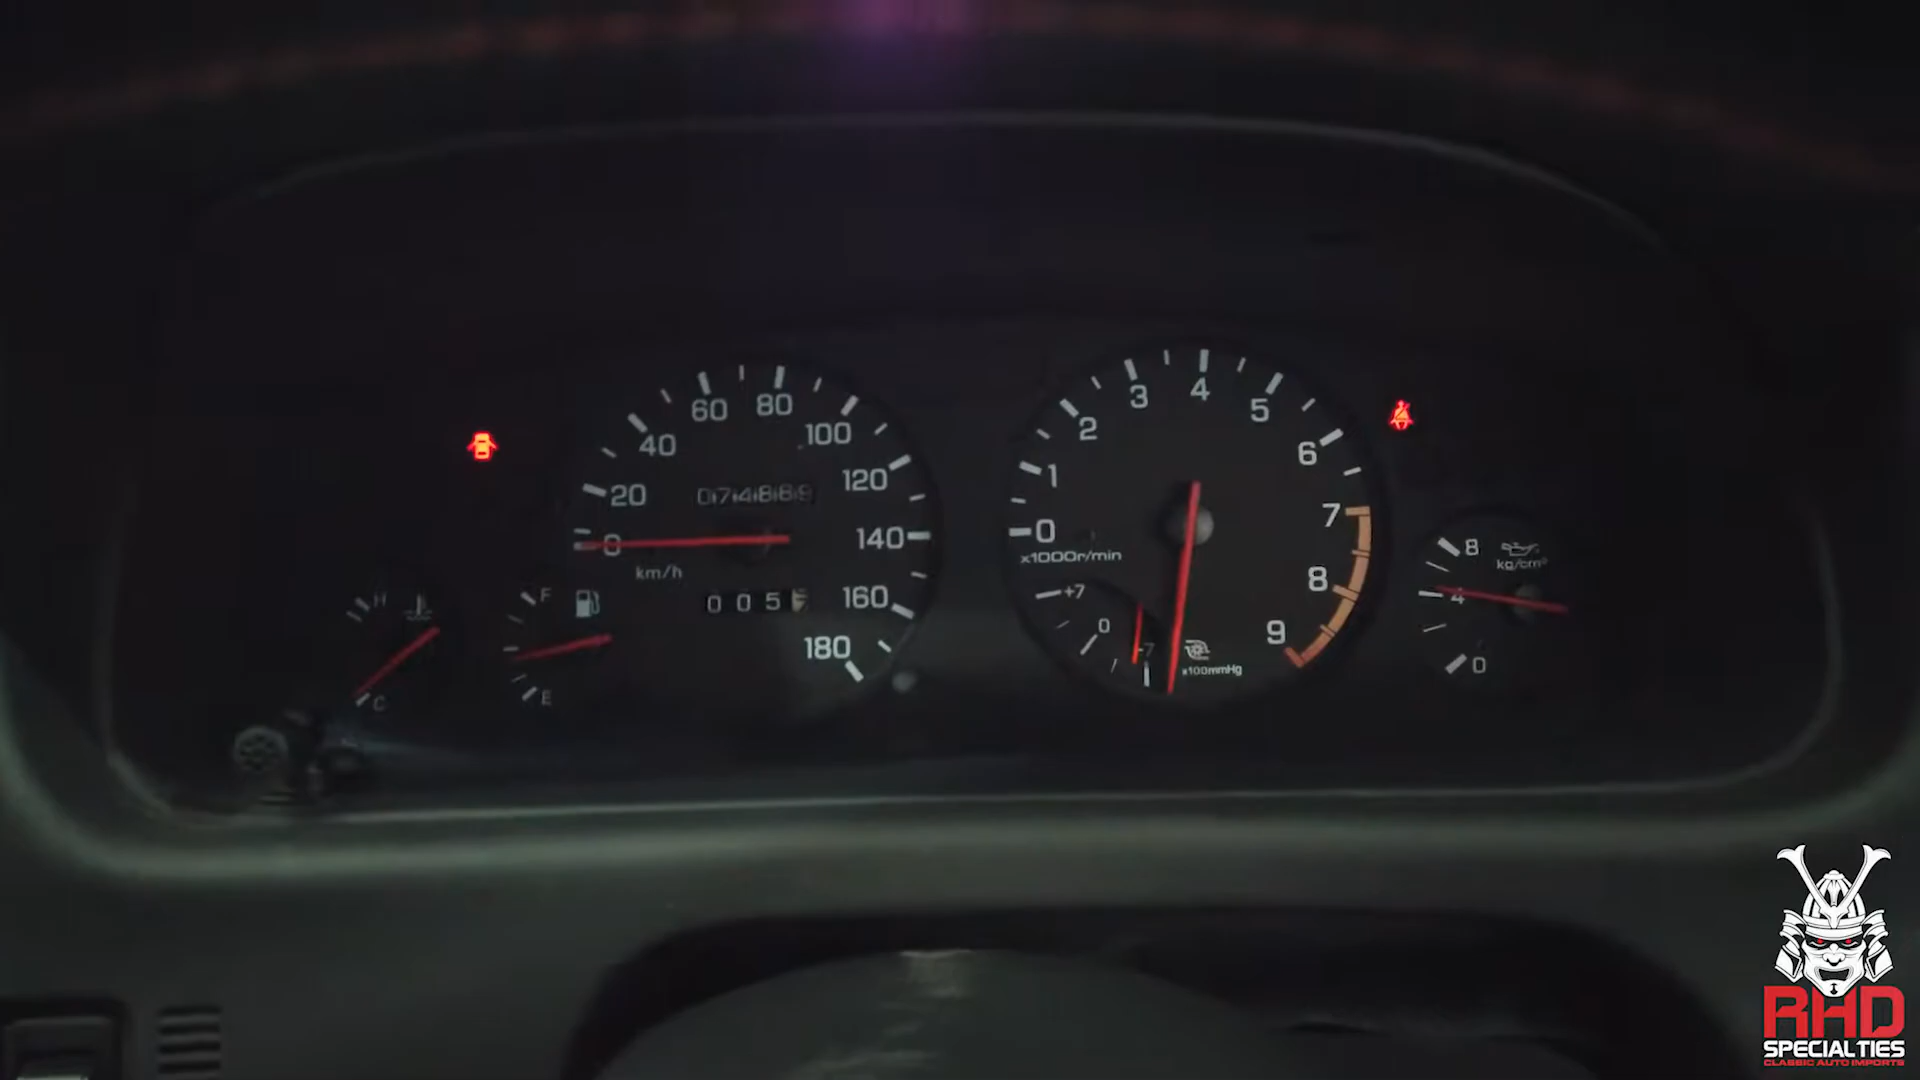 60 80
40 100
20 120
0 140
km/h 160
180
074889
0 0 5
H
C
F
E
4
3 5
2 6
1 7
0 8
9
x1000r/min
+7
0
-7
x100mmHg
8
kg/cm²
4
0
RHD
SPECIALTIES
CLASSIC AUTO IMPORTS